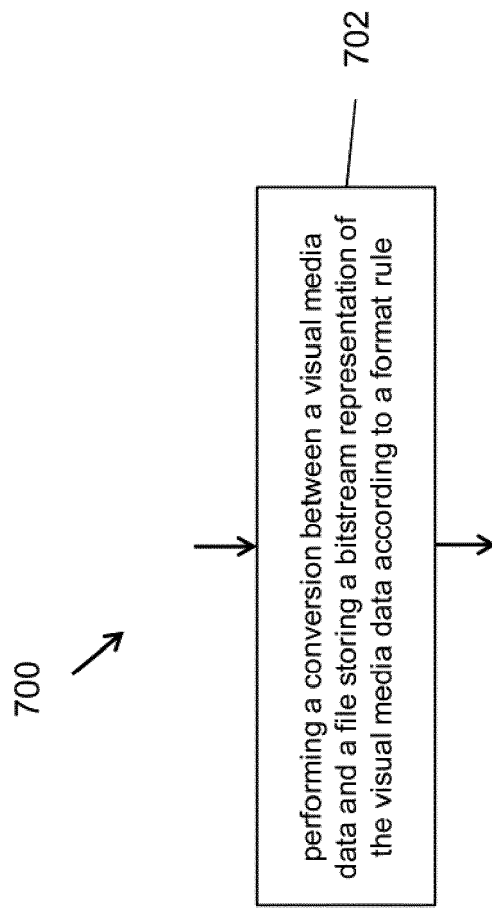 700
702
performing a conversion between a visual media
data and a file storing a bitstream representation of
the visual media data according to a format rule